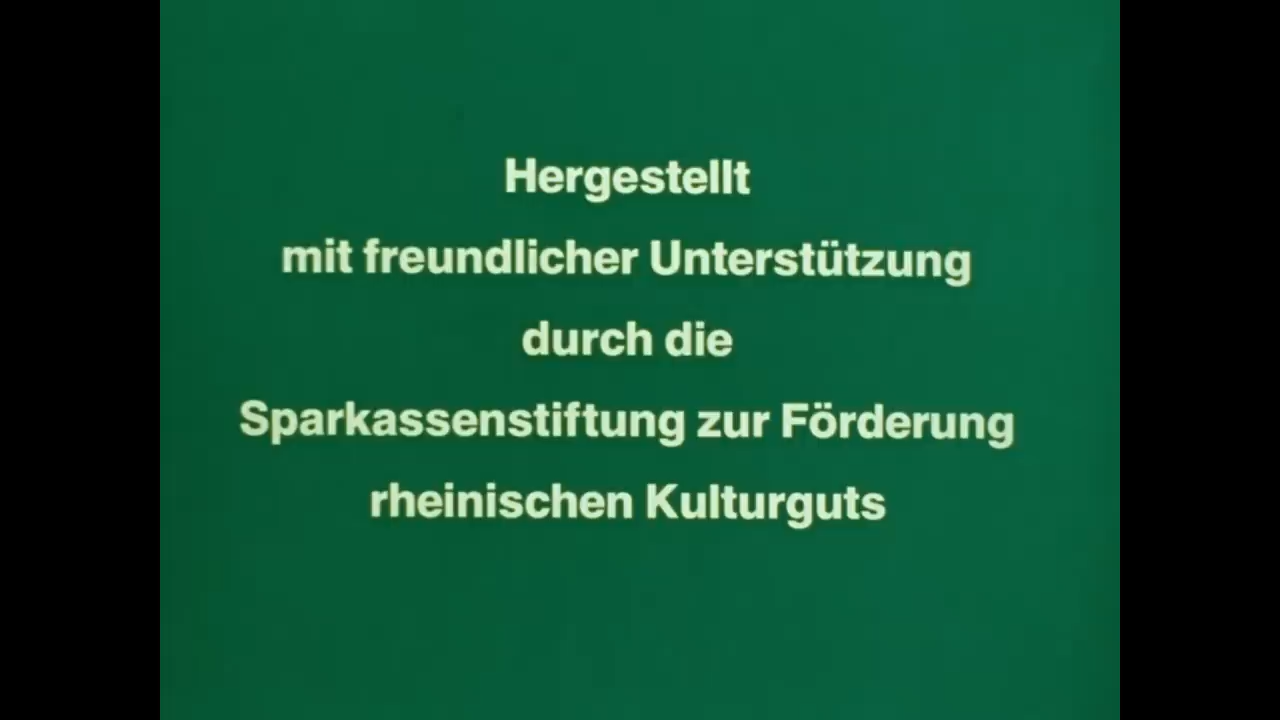 Hergestellt
mit freundlicher Unterstützung
durch die
Sparkassenstiftung zur Förderung
rheinischen Kulturguts